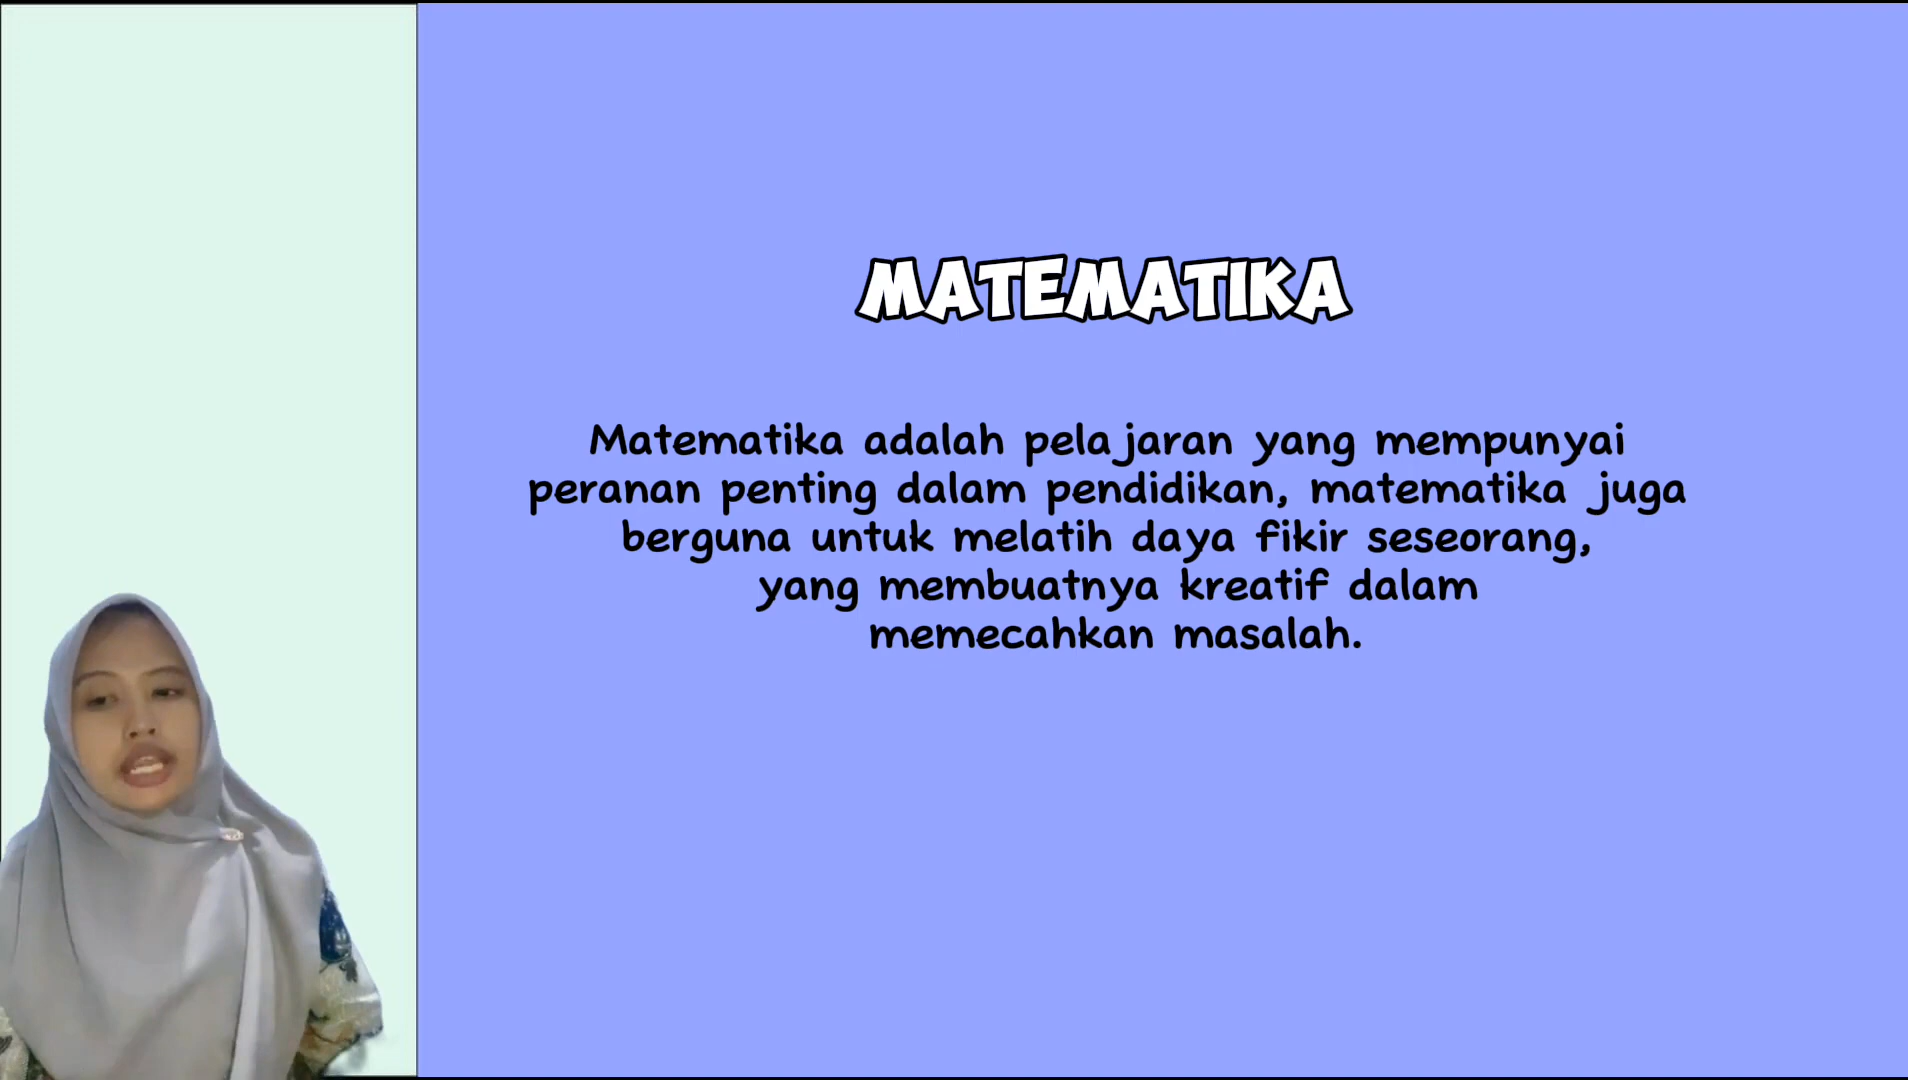 MATEMATIKA
Matematika adalah pelajaran yang mempunyai
peranan penting dalam pendidikan, matematika juga
berguna untuk melatih daya fikir seseorang,
yang membuatnya kreatif dalam
memecahkan masalah.